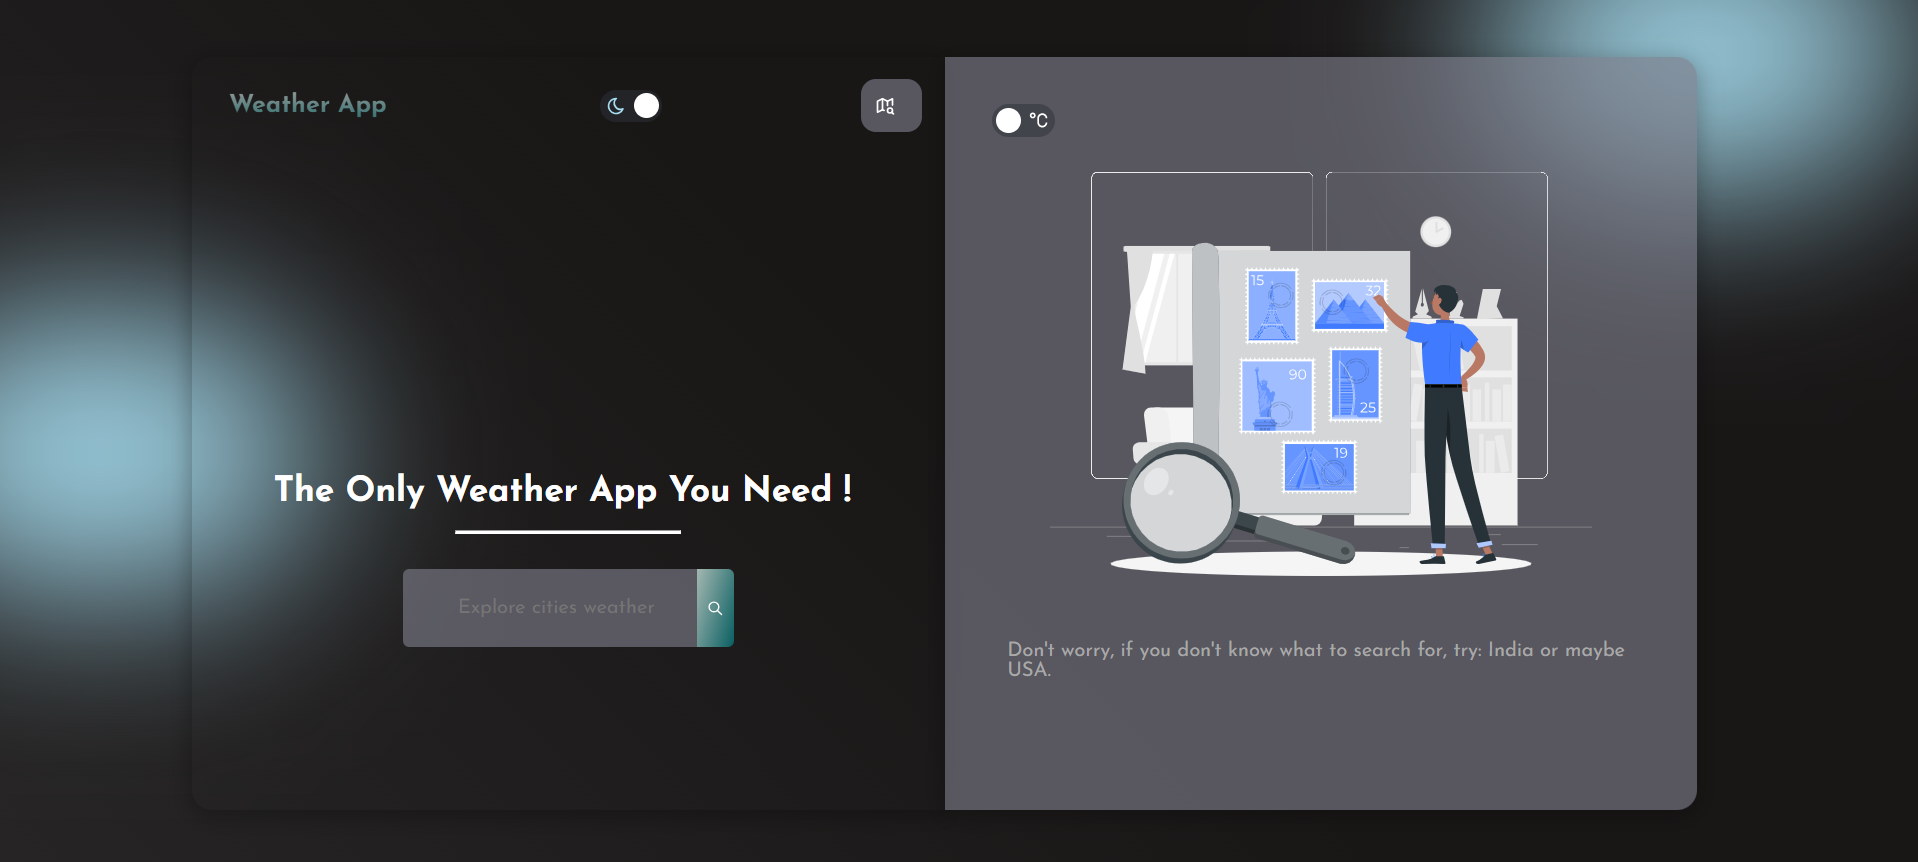 Weather App
°C
The Only Weather App You Need !
Explore cities weather
15
32
90
25
19
Don't worry, if you don't know what to search for, try: India or maybe
USA.